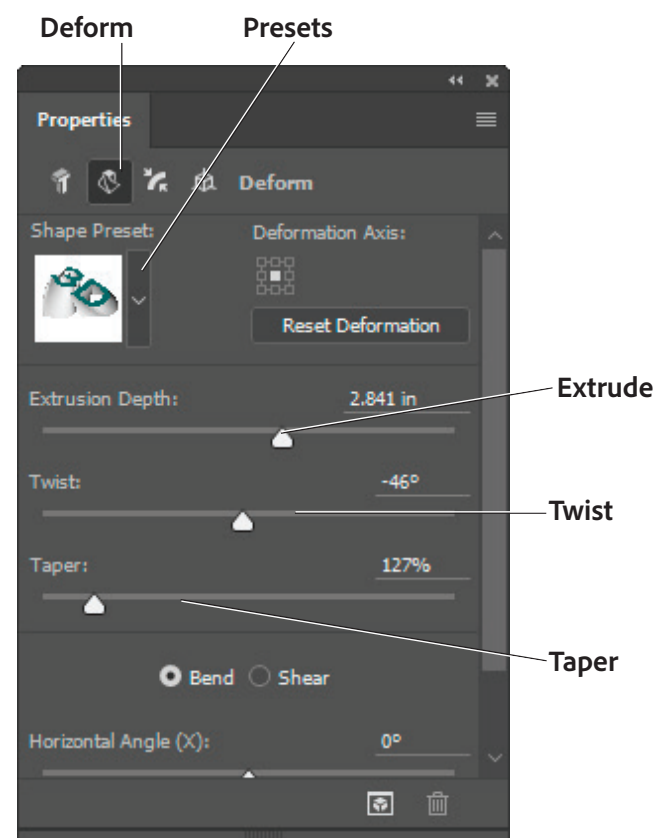 Deform Presets
Properties
Deform
Shape Preset: Deformation Axis:
Reset Deformation
Extrusion Depth: 2.841 in
Extrude
Twist: -46°
Twist
Taper: 127%
Taper
Bend Shear
Horizontal Angle (X): 0°